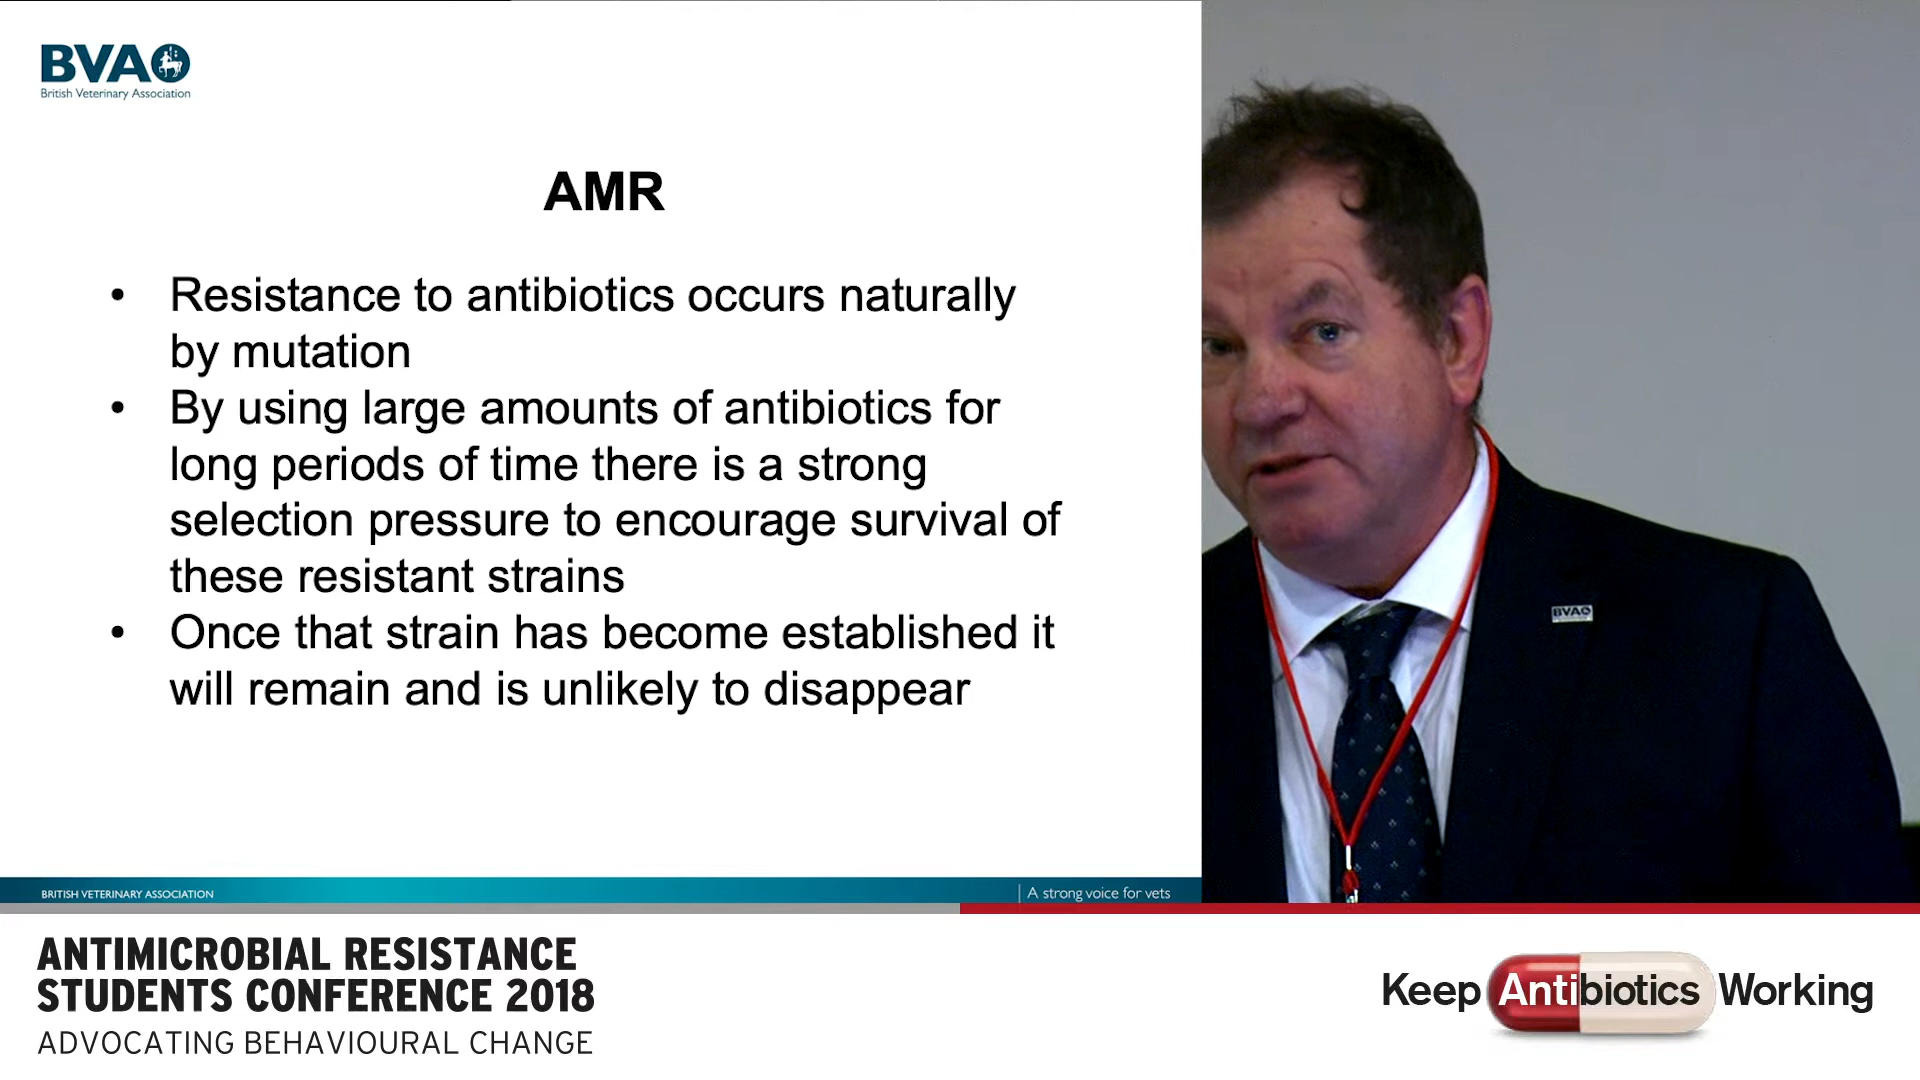 BVA
British Veterinary Association
AMR
• Resistance to antibiotics occurs naturally
by mutation
• By using large amounts of antibiotics for
long periods of time there is a strong
selection pressure to encourage survival of
these resistant strains
• Once that strain has become established it
will remain and is unlikely to disappear
BVA
BRITISH VETERINARY ASSOCIATION
A strong voice for vets
ANTIMICROBIAL RESISTANCE
STUDENTS CONFERENCE 2018
ADVOCATING BEHAVIOURAL CHANGE
Keep Antibiotics Working